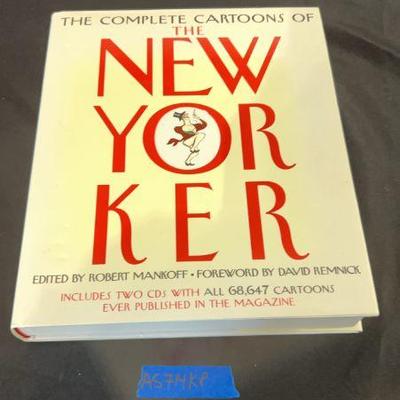 THE COMPLETE CARTOONS OF
THE
NEW
YOR
KER
EDITED BY ROBERT MANKOFF • FOREWORD BY DAVID REMNICK
INCLUDES TWO CDS WITH ALL 68,647 CARTOONS
EVER PUBLISHED IN THE MAGAZINE